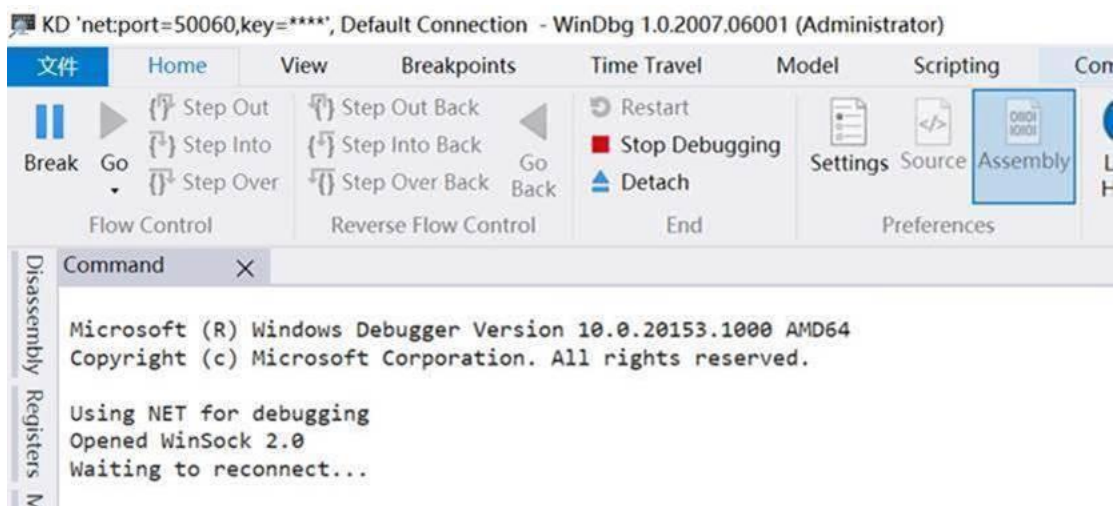 KD 'net:port=50060,key=****', Default Connection - WinDbg 1.0.2007.06001 (Administrator)
文件 Home View Breakpoints Time Travel Model Scripting
Break
Go
Step Out
Step Into
Step Over
Flow Control
Step Out Back
Step Into Back
Step Over Back
Go Back
Reverse Flow Control
Restart
Stop Debugging
Detach
End
Settings
Source
Assembly
Preferences
Disassembly
Registers
Command
Microsoft (R) Windows Debugger Version 10.0.20153.1000 AMD64
Copyright (c) Microsoft Corporation. All rights reserved.
Using NET for debugging
Opened WinSock 2.0
Waiting to reconnect...